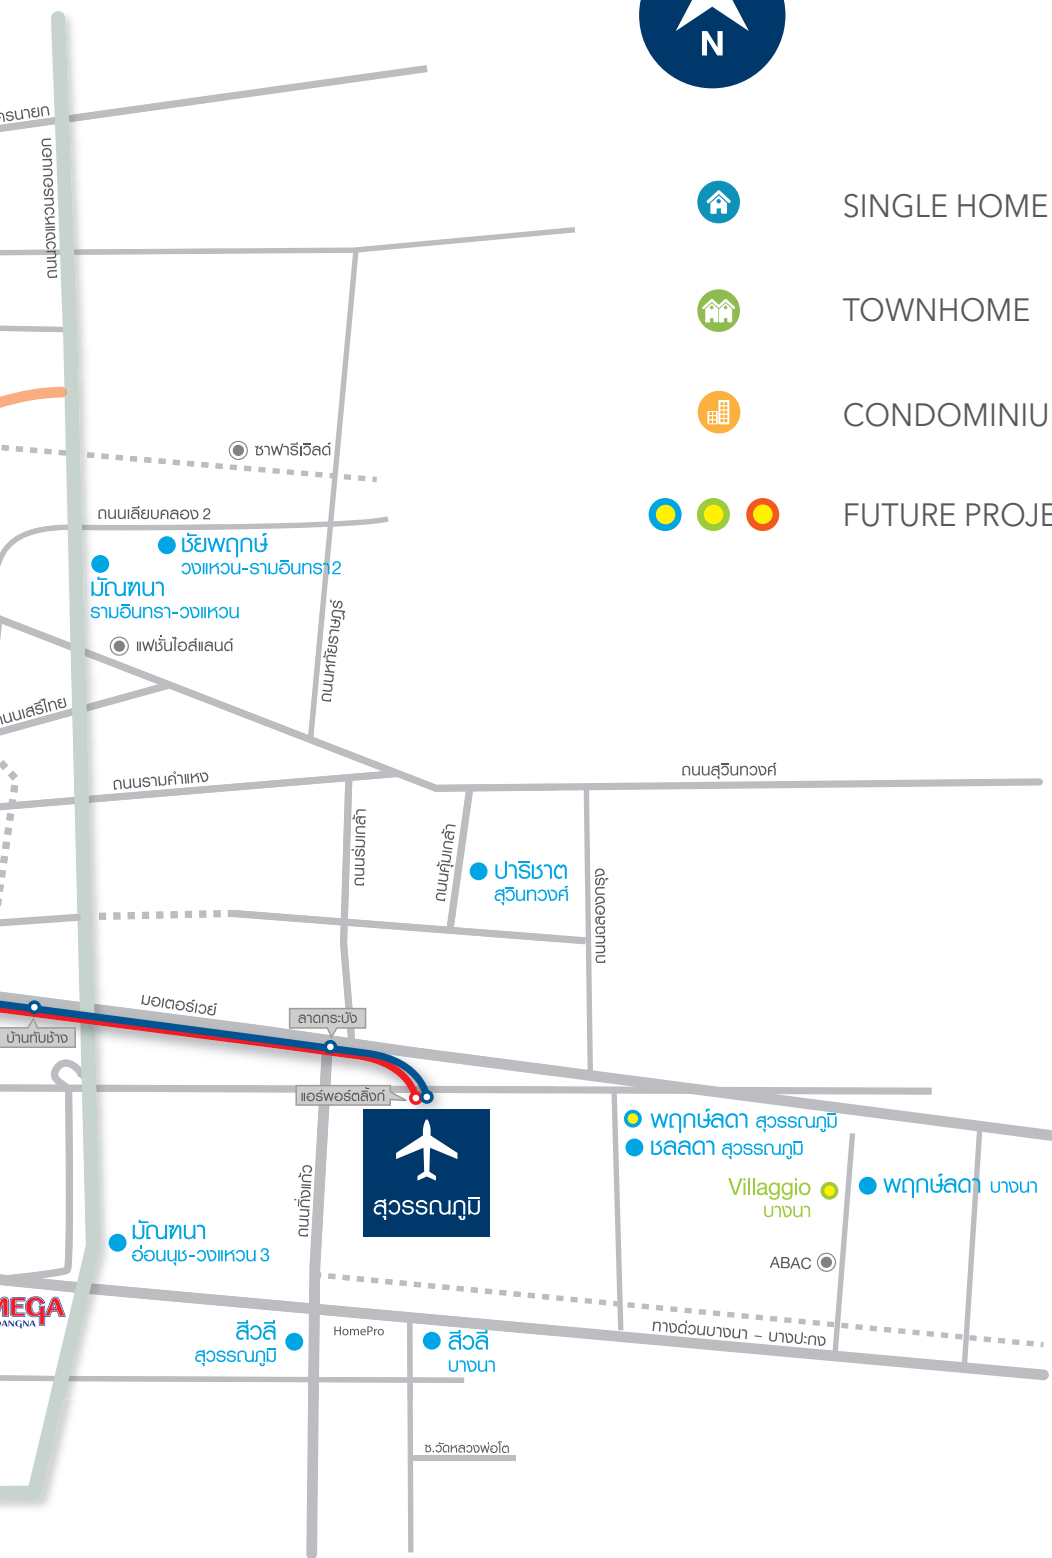 N
SINGLE HOME
TOWNHOME
CONDOMINIU
FUTURE PROJE
รนายก
บางปะอิน
ซาฟารีเวิลด์
ถนนเลียบคลอง 2
ชัยพฤกษ์
วงแหวน-รามอินทรา2
มัณฑนา
รามอินทรา-วงแหวน
แฟชั่นไอส์แลนด์
ถนนหทัยราษฎร์
นนเสรีไทย
ถนนรามคำแหง
ถนนสุวินทวงศ์
ถนนร่มเกล้า
ถนนคุ้มเกล้า
ปาริชาต
สุวินทวงศ์
ถนนฉลองกรุง
มอเตอร์เวย์
บ้านทับช้าง
ลาดกระบัง
แอร์พอร์ตลิ้งก์
สุวรรณภูมิ
พฤกษ์ลดา สุวรรณภูมิ
ชลลดา สุวรรณภูมิ
Villaggio
บางนา
พฤกษ์ลดา บางนา
ABAC
ถนนกิ่งแก้ว
มัณฑนา
อ่อนนุช-วงแหวน 3
MEGA
BANGNA
สีวลี
สุวรรณภูมิ
HomePro
สีวลี
บางนา
ทางด่วนบางนา - บางปะกง
ซ.วัดหลวงพ่อโต